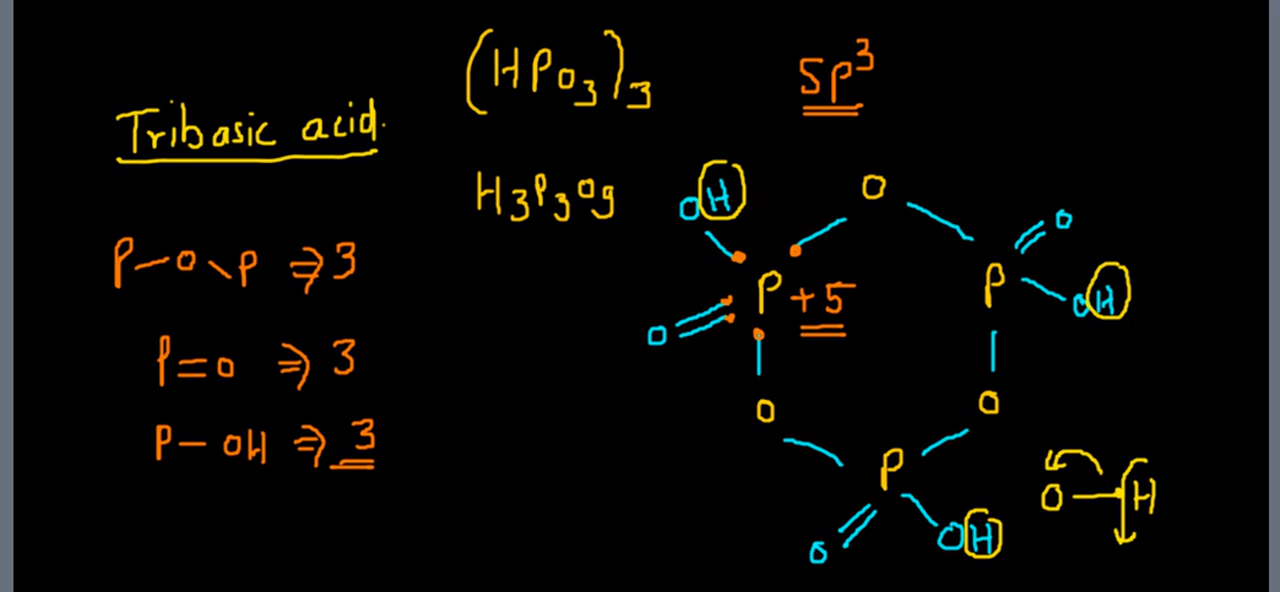 (HPO3)3
SP3
Tribasic acid.
H3P3O9
P-O-P ⇒ 3
P=O ⇒ 3
P-OH ⇒ 3
OH
O
O
P +5
P
OH
O
O
O
P
O
OH
O-H